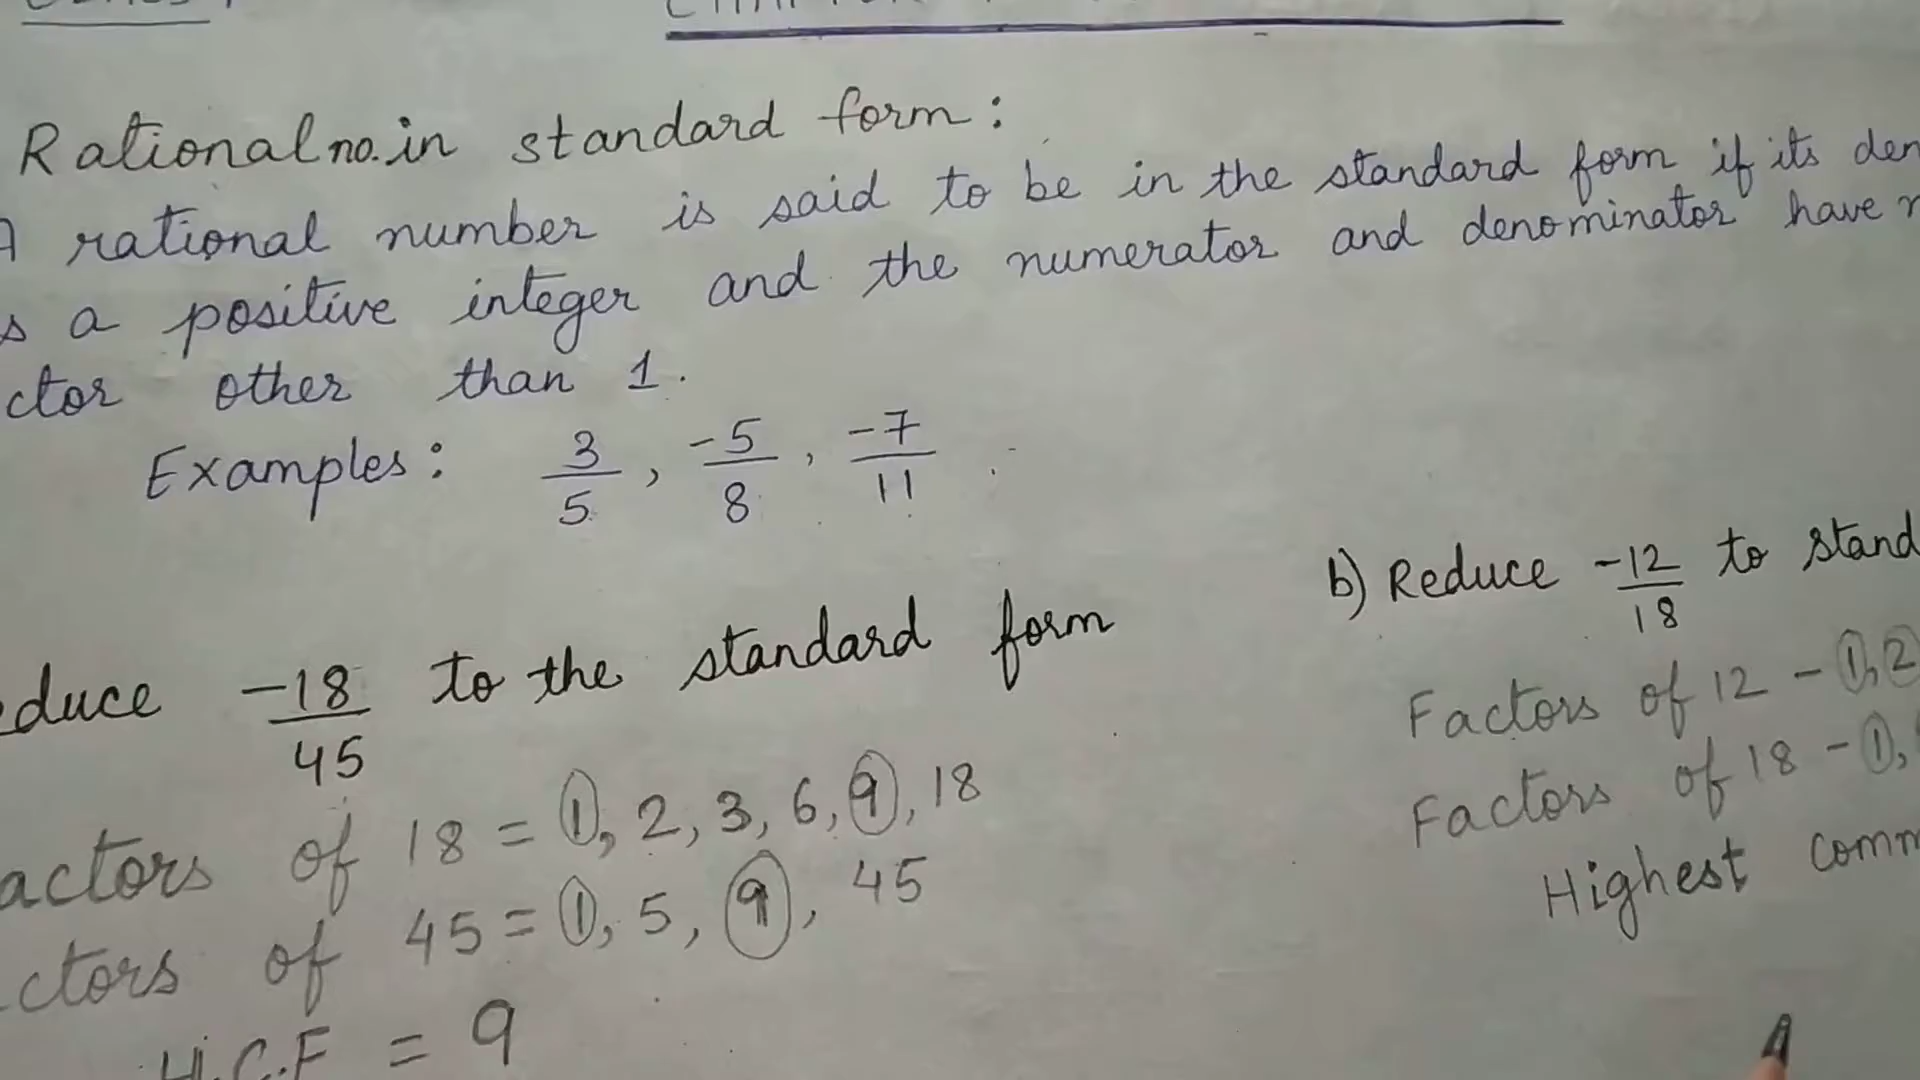 Rational no. in standard form :
A rational number is said to be in the standard form if its den
s a positive integer and the numerator and denominator have n
ctor other than 1.
Examples : 3/5 , -5/8 , -7/11 .
educe -18/45 to the standard form
actors of 18 = 1, 2, 3, 6, 9, 18
ctors of 45 = 1, 5, 9, 45
H.C.F = 9
b) Reduce -12/18 to stand
Factors of 12 - 1, 2
Factors of 18 - 1,
Highest comm